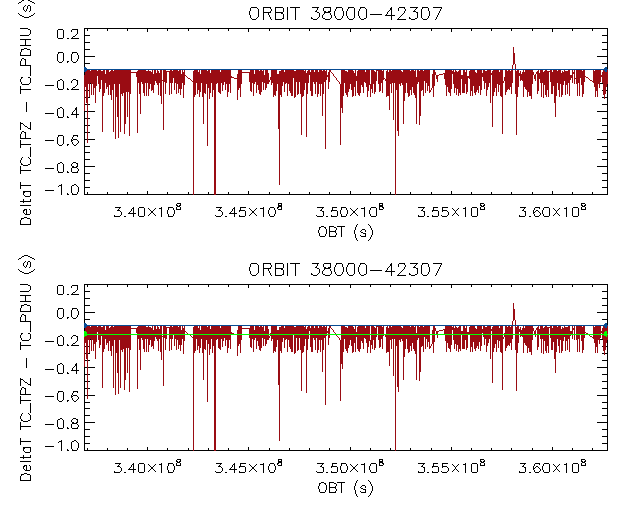 ORBIT 38000-42307
DeltaT TC_TPZ - TC_PDHU (s)
0.2
0.0
-0.2
-0.4
-0.6
-0.8
-1.0
3.40×10⁸ 3.45×10⁸ 3.50×10⁸ 3.55×10⁸ 3.60×10⁸
OBT (s)
ORBIT 38000-42307
DeltaT TC_TPZ - TC_PDHU (s)
0.2
0.0
-0.2
-0.4
-0.6
-0.8
-1.0
3.40×10⁸ 3.45×10⁸ 3.50×10⁸ 3.55×10⁸ 3.60×10⁸
OBT (s)